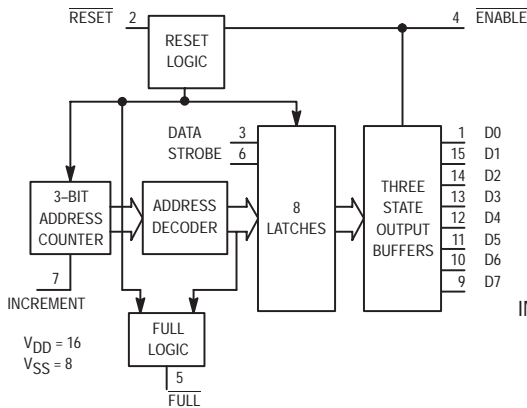 RESET 2
RESET
LOGIC
4 ENABLE
DATA 3
STROBE 6
3–BIT
ADDRESS
COUNTER
ADDRESS
DECODER
8
LATCHES
THREE
STATE
OUTPUT
BUFFERS
1 D0
15 D1
14 D2
13 D3
12 D4
11 D5
10 D6
9 D7
7
INCREMENT
FULL
LOGIC
VDD = 16
VSS = 8
5
FULL
IN